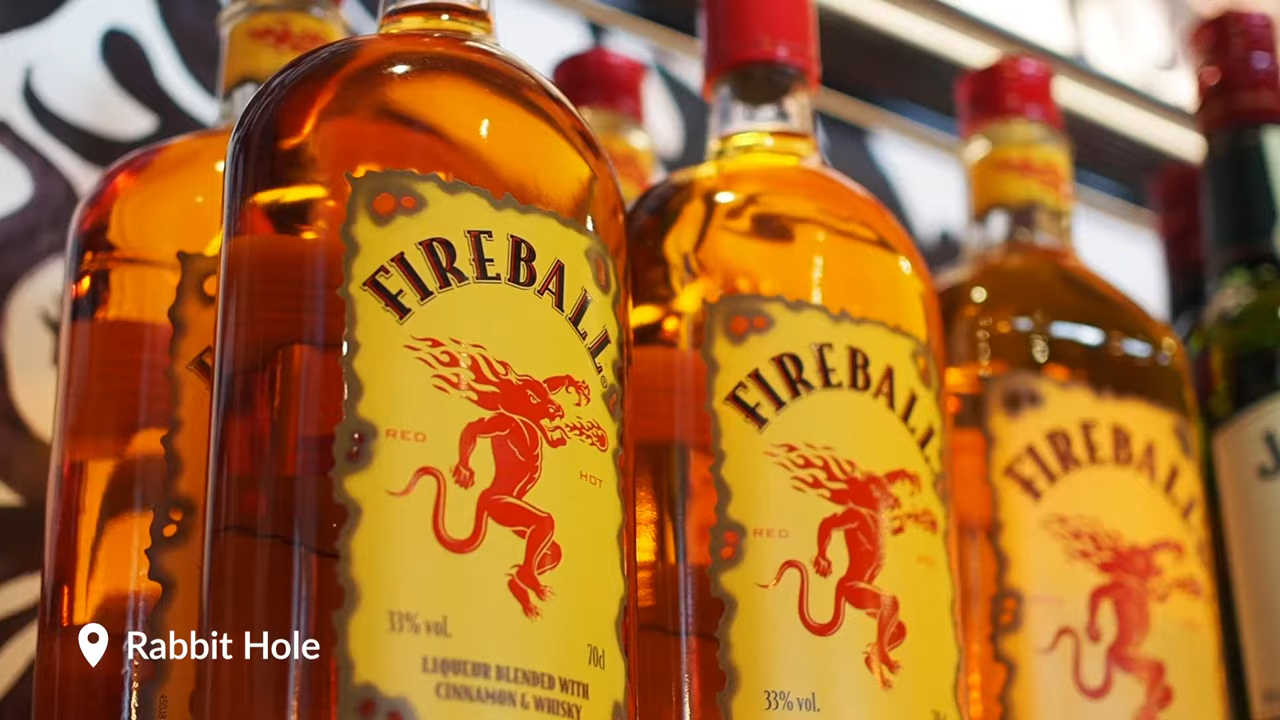 FIREBALL
RED
HOT
33% vol.
70cl
LIQUEUR BLENDED WITH
CINNAMON & WHISKY
FIREBALL
RED
33% vol.
FIREBALL
Rabbit Hole